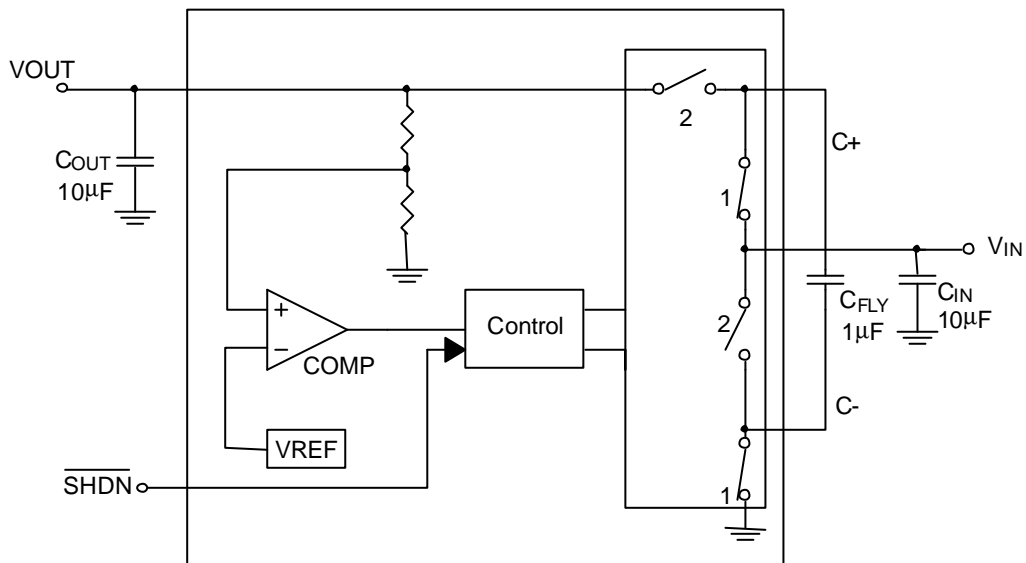 VOUT
COUT
10µF
2
C+
1
VIN
+
−
COMP
Control
2
CFLY
1µF
CIN
10µF
VREF
C-
SHDN
1